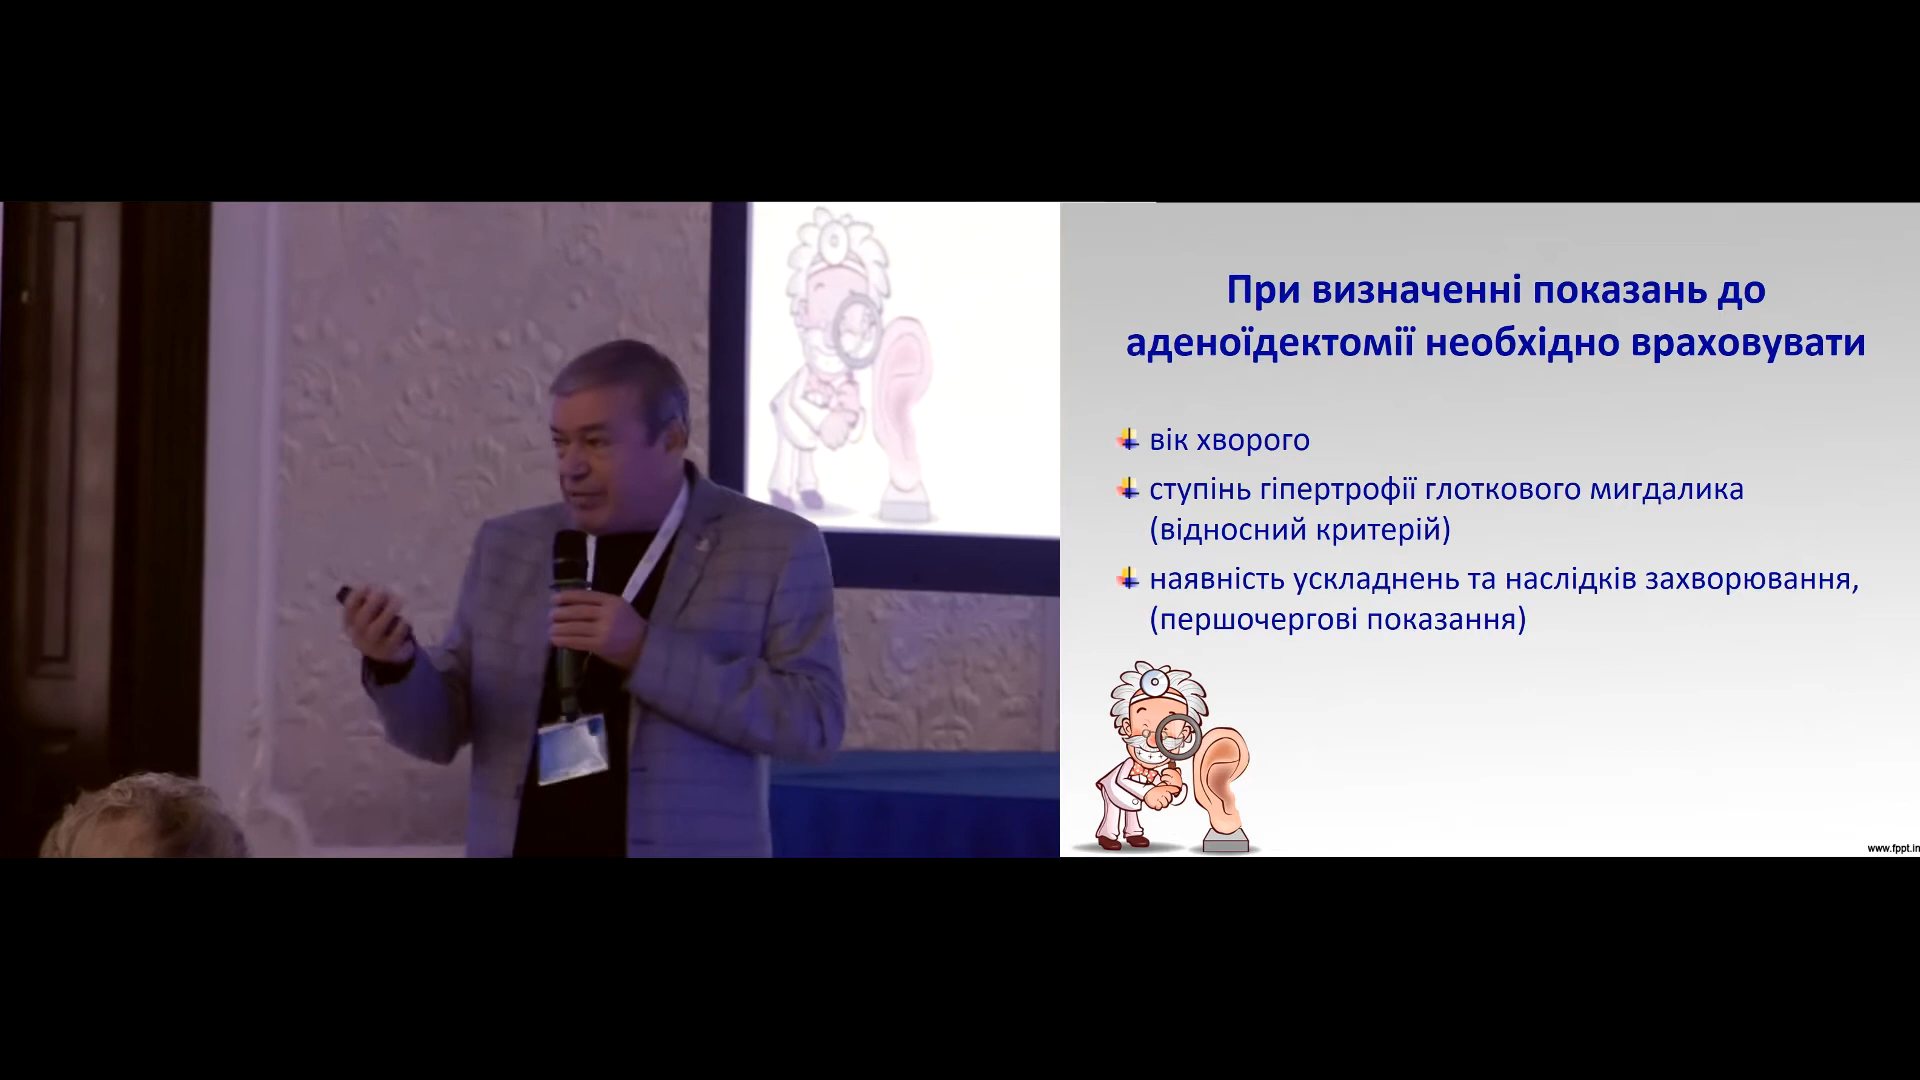 При визначенні показань до
аденоїдектомії необхідно враховувати
вік хворого
ступінь гіпертрофії глоткового мигдалика
(відносний критерій)
наявність ускладнень та наслідків захворювання,
(першочергові показання)
www.fppt.in